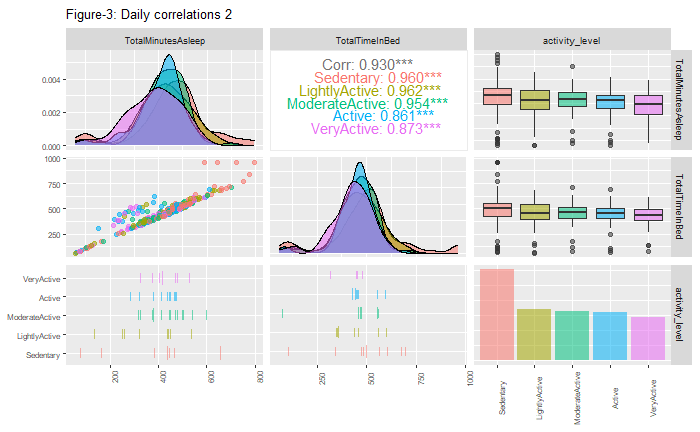 Figure-3: Daily correlations 2
TotalMinutesAsleep
TotalTimeInBed
activity_level
0.004
0.002
0.000
Corr: 0.930***
Sedentary: 0.960***
LightlyActive: 0.962***
ModerateActive: 0.954***
Active: 0.861***
VeryActive: 0.873***
TotalMinutesAsleep
1000
750
500
250
TotalTimeInBed
VeryActive
Active
ModerateActive
LightlyActive
Sedentary
activity_level
200
400
600
800
250
500
750
1000
Sedentary
LightlyActive
ModerateActive
Active
VeryActive